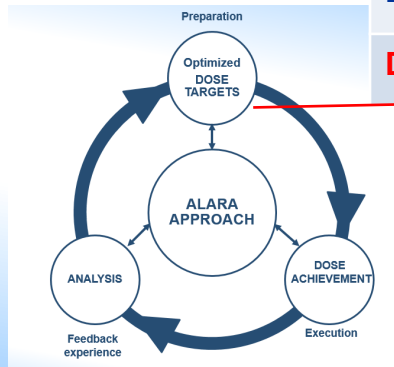 Preparation
Optimized
DOSE
TARGETS
ALARA
APPROACH
ANALYSIS
DOSE
ACHIEVEMENT
Feedback
experience
Execution